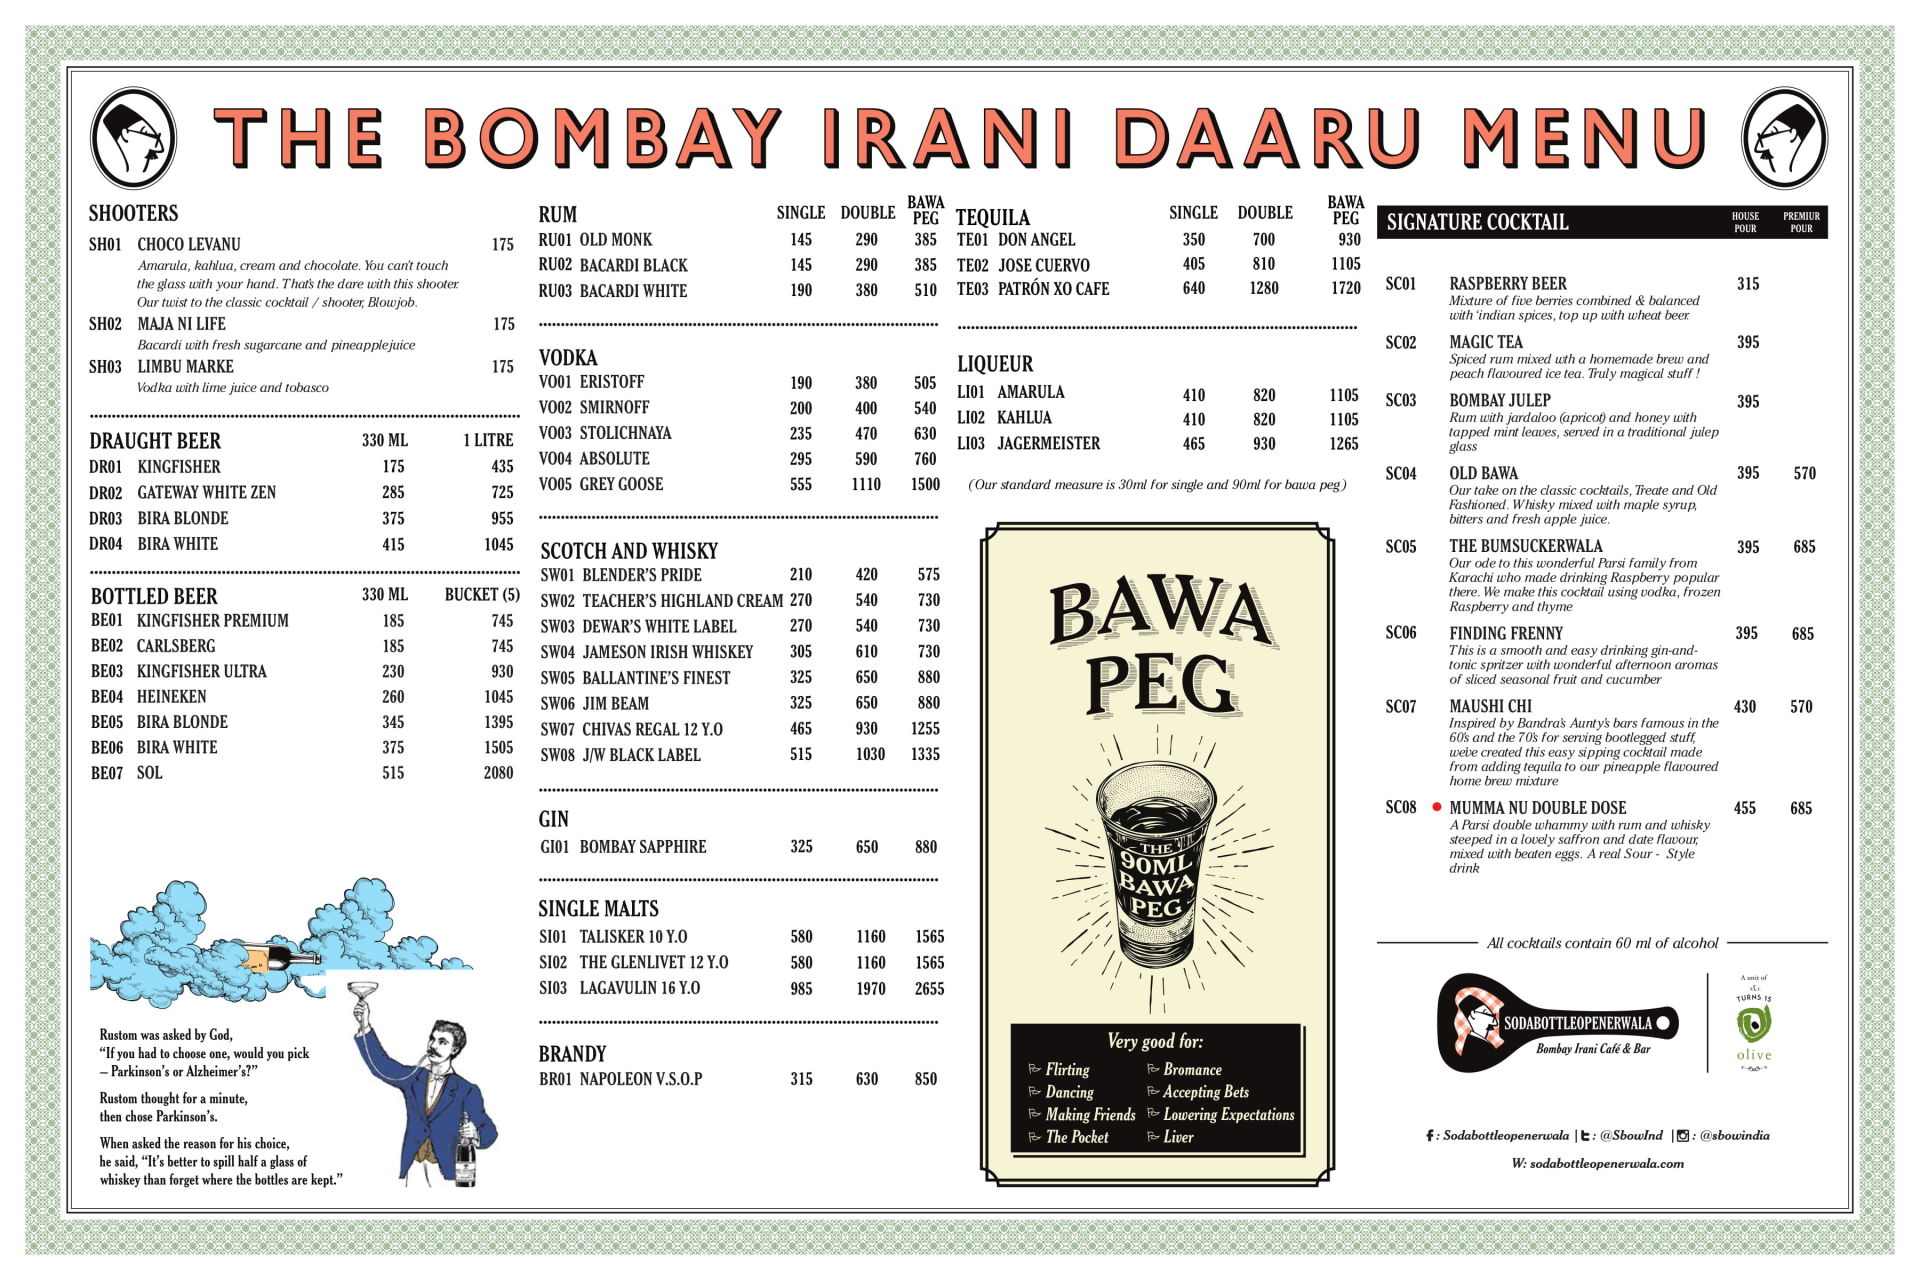 THE BOMBAY IRANI DAARU MENU
SHOOTERS
SH01 CHOCO LEVANU 175
Amarula, kahlua, cream and chocolate. You can't touch
the glass with your hand. That's the dare with this shooter.
Our twist to the classic cocktail / shooter, Blowjob.
SH02 MAJA NI LIFE 175
Bacardi with fresh sugarcane and pineapplejuice
SH03 LIMBU MARKE 175
Vodka with lime juice and tobasco
DRAUGHT BEER 330 ML 1 LITRE
DR01 KINGFISHER 175 435
DR02 GATEWAY WHITE ZEN 285 725
DR03 BIRA BLONDE 375 955
DR04 BIRA WHITE 415 1045
BOTTLED BEER 330 ML BUCKET (5)
BE01 KINGFISHER PREMIUM 185 745
BE02 CARLSBERG 185 745
BE03 KINGFISHER ULTRA 230 930
BE04 HEINEKEN 260 1045
BE05 BIRA BLONDE 345 1395
BE06 BIRA WHITE 375 1505
BE07 SOL 515 2080
Rustom was asked by God,
“If you had to choose one, would you pick
– Parkinson's or Alzheimer's?”
Rustom thought for a minute,
then chose Parkinson's.
When asked the reason for his choice,
he said, “It's better to spill half a glass of
whiskey than forget where the bottles are kept.”
RUM SINGLE DOUBLE BAWA PEG
RU01 OLD MONK 145 290 385
RU02 BACARDI BLACK 145 290 385
RU03 BACARDI WHITE 190 380 510
VODKA
VO01 ERISTOFF 190 380 505
VO02 SMIRNOFF 200 400 540
VO03 STOLICHNAYA 235 470 630
VO04 ABSOLUTE 295 590 760
VO05 GREY GOOSE 555 1110 1500
SCOTCH AND WHISKY
SW01 BLENDER'S PRIDE 210 420 575
SW02 TEACHER'S HIGHLAND CREAM 270 540 730
SW03 DEWAR'S WHITE LABEL 270 540 730
SW04 JAMESON IRISH WHISKEY 305 610 730
SW05 BALLANTINE'S FINEST 325 650 880
SW06 JIM BEAM 325 650 880
SW07 CHIVAS REGAL 12 Y.O 465 930 1255
SW08 J/W BLACK LABEL 515 1030 1335
GIN
GI01 BOMBAY SAPPHIRE 325 650 880
SINGLE MALTS
SI01 TALISKER 10 Y.O 580 1160 1565
SI02 THE GLENLIVET 12 Y.O 580 1160 1565
SI03 LAGAVULIN 16 Y.O 985 1970 2655
BRANDY
BR01 NAPOLEON V.S.O.P 315 630 850
TEQUILA SINGLE DOUBLE BAWA PEG
TE01 DON ANGEL 350 700 930
TE02 JOSE CUERVO 405 810 1105
TE03 PATRÓN XO CAFE 640 1280 1720
LIQUEUR
LI01 AMARULA 410 820 1105
LI02 KAHLUA 410 820 1105
LI03 JAGERMEISTER 465 930 1265
(Our standard measure is 30ml for single and 90ml for bawa peg)
BAWA
PEG
THE
90ML
BAWA
PEG
Very good for:
Flirting Bromance
Dancing Accepting Bets
Making Friends Lowering Expectations
The Pocket Liver
SIGNATURE COCKTAIL HOUSE POUR PREMIUR POUR
SC01 RASPBERRY BEER 315
Mixture of five berries combined & balanced
with ‘indian spices, top up with wheat beer.
SC02 MAGIC TEA 395
Spiced rum mixed wth a homemade brew and
peach flavoured ice tea. Truly magical stuff !
SC03 BOMBAY JULEP 395
Rum with jardaloo (apricot) and honey with
tapped mint leaves, served in a traditional julep
glass
SC04 OLD BAWA 395 570
Our take on the classic cocktails, Treate and Old
Fashioned. Whisky mixed with maple syrup,
bitters and fresh apple juice.
SC05 THE BUMSUCKERWALA 395 685
Our ode to this wonderful Parsi family from
Karachi who made drinking Raspberry popular
there. We make this cocktail using vodka, frozen
Raspberry and thyme
SC06 FINDING FRENNY 395 685
This is a smooth and easy drinking gin-and-
tonic spritzer with wonderful afternoon aromas
of sliced seasonal fruit and cucumber
SC07 MAUSHI CHI 430 570
Inspired by Bandra's Aunty's bars famous in the
60's and the 70's for serving bootlegged stuff,
we've created this easy sipping cocktail made
from adding tequila to our pineapple flavoured
home brew mixture
SC08 MUMMA NU DOUBLE DOSE 455 685
A Parsi double whammy with rum and whisky
steeped in a lovely saffron and date flavour,
mixed with beaten eggs. A real Sour - Style
drink
All cocktails contain 60 ml of alcohol
SODABOTTLEOPENERWALA
Bombay Irani Café & Bar
A unit of
TURNS 15
olive
: Sodabottleopenerwala | : @SbowInd | : @sbowindia
W: sodabottleopenerwala.com